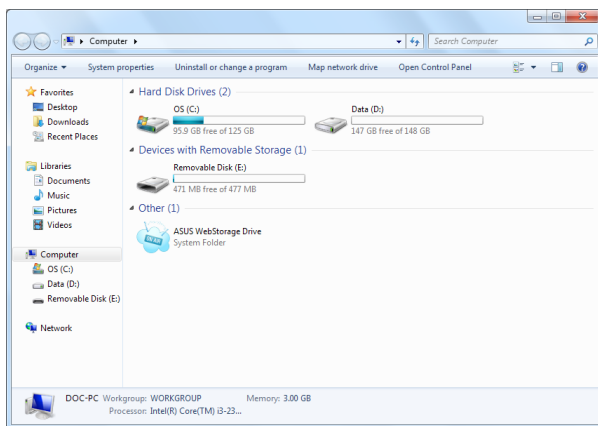 Computer
Search Computer
Organize System properties Uninstall or change a program Map network drive Open Control Panel
Favorites
Desktop
Downloads
Recent Places
Libraries
Documents
Music
Pictures
Videos
Computer
OS (C:)
Data (D:)
Removable Disk (E:)
Network
Hard Disk Drives (2)
OS (C:)
95.9 GB free of 125 GB
Data (D:)
147 GB free of 148 GB
Devices with Removable Storage (1)
Removable Disk (E:)
471 MB free of 477 MB
Other (1)
ASUS WebStorage Drive
System Folder
DOC-PC Workgroup: WORKGROUP Memory: 3.00 GB
Processor: Intel(R) Core(TM) i3-23...